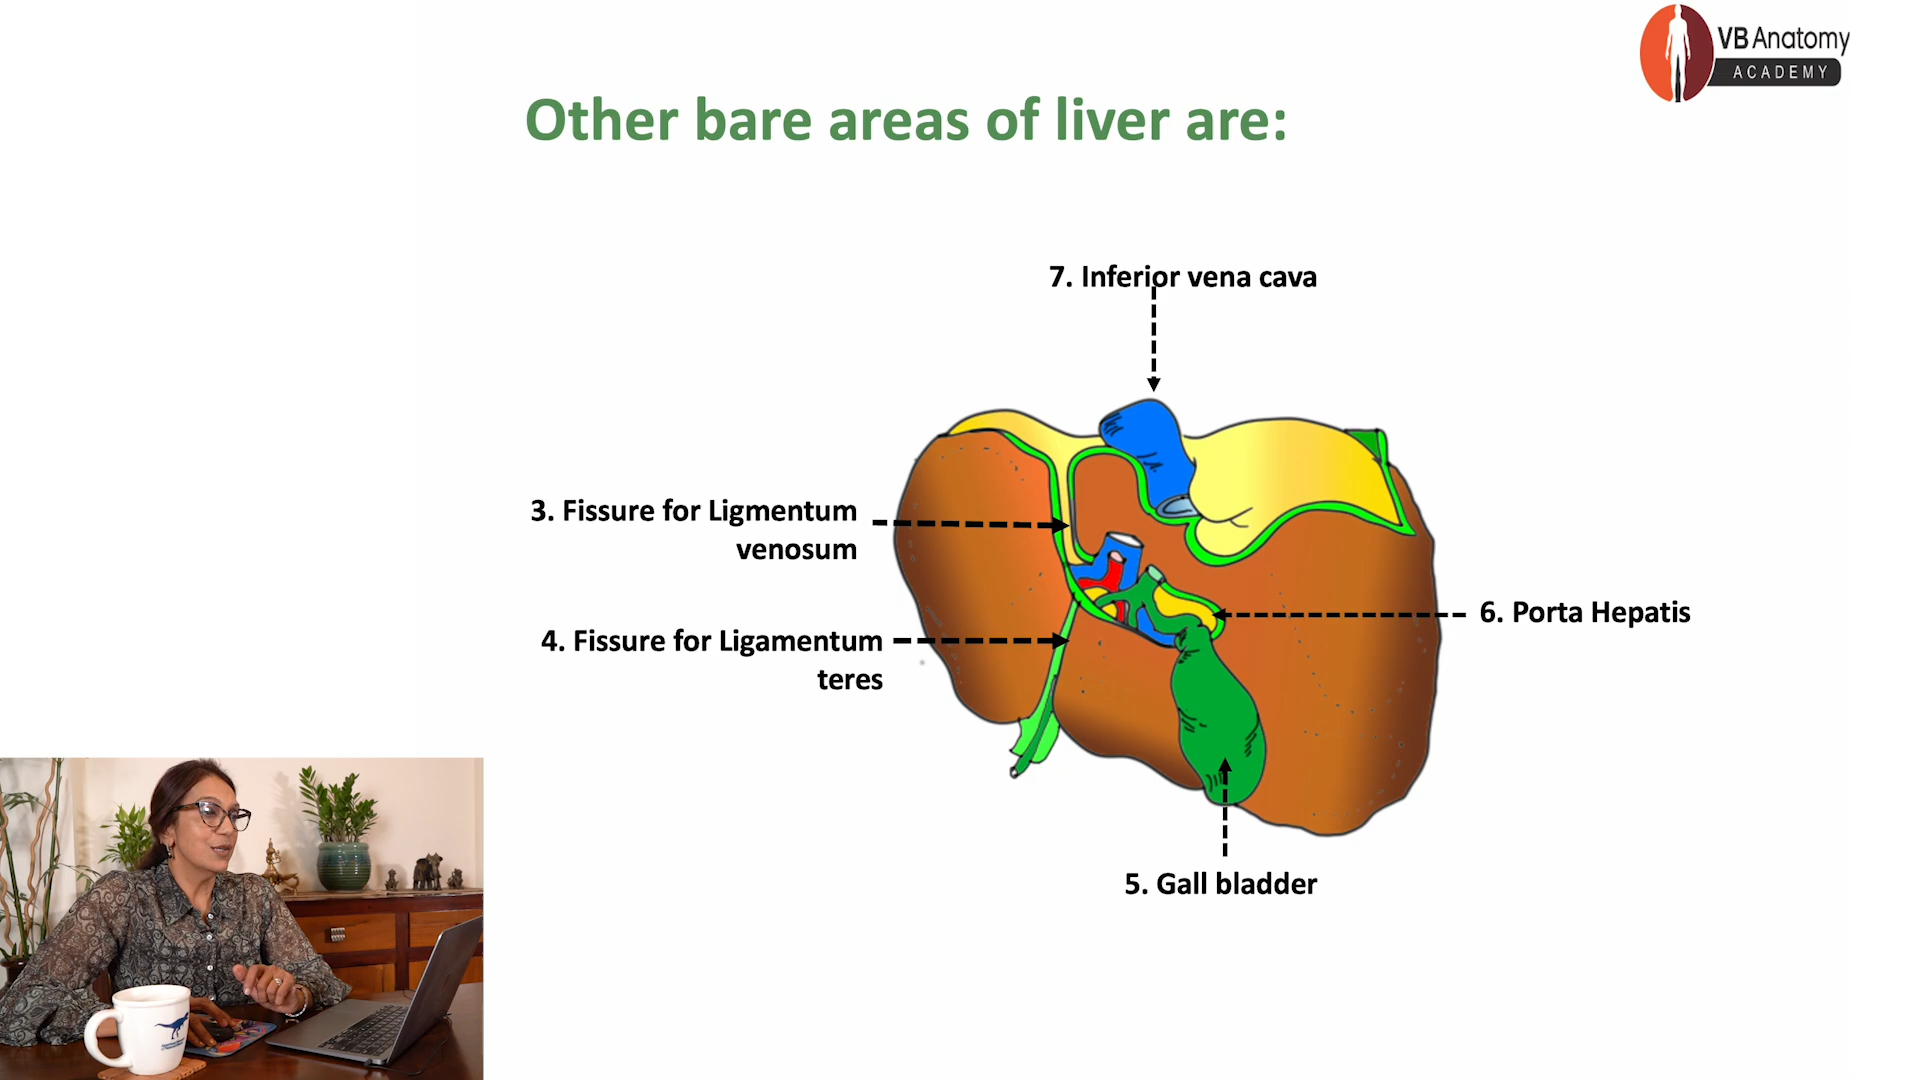 VB Anatomy
ACADEMY
Other bare areas of liver are:
7. Inferior vena cava
3. Fissure for Ligmentum
venosum
4. Fissure for Ligamentum
teres
6. Porta Hepatis
5. Gall bladder